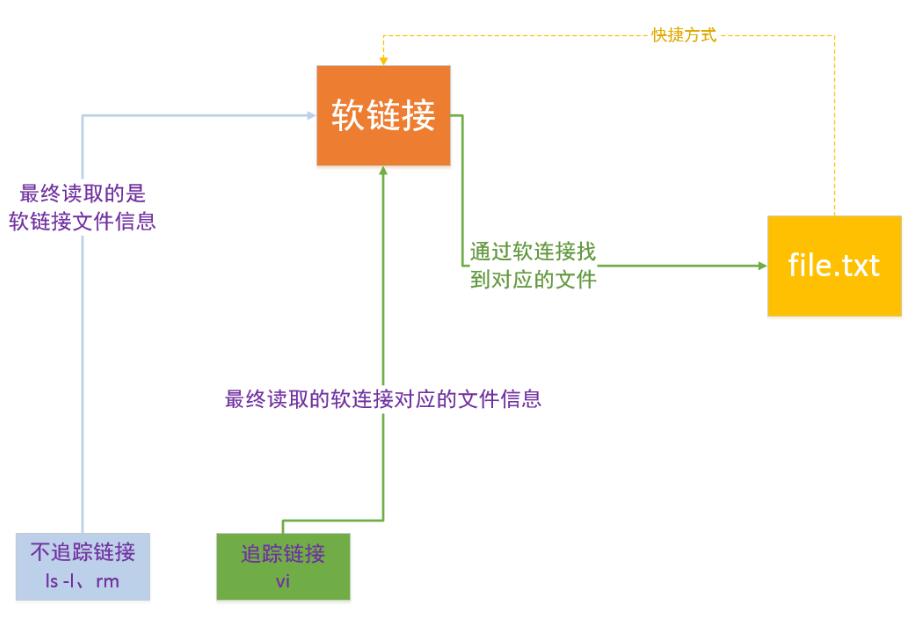 快捷方式
软链接
最终读取的是
软链接文件信息
通过软连接找
到对应的文件
file.txt
最终读取的软连接对应的文件信息
不追踪链接
ls -l、rm
追踪链接
vi